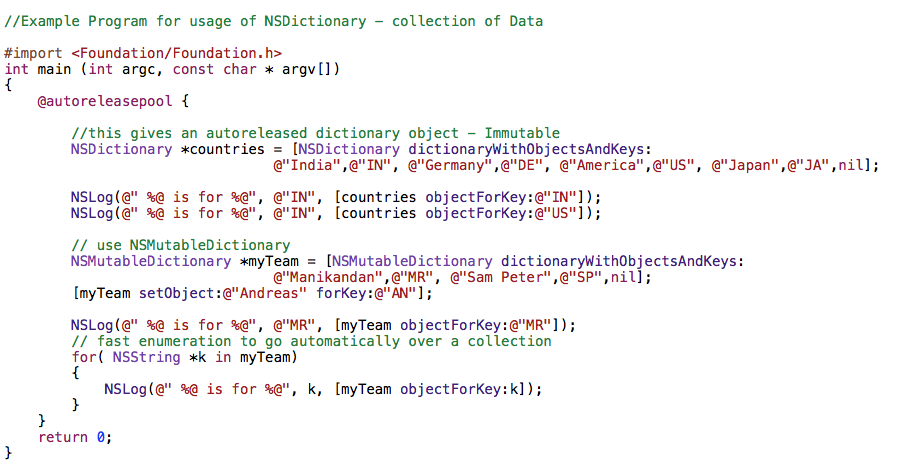 //Example Program for usage of NSDictionary – collection of Data
#import <Foundation/Foundation.h>
int main (int argc, const char * argv[])
{
@autoreleasepool {
//this gives an autoreleased dictionary object – Immutable
NSDictionary *countries = [NSDictionary dictionaryWithObjectsAndKeys:
@"India",@"IN", @"Germany",@"DE", @"America",@"US", @"Japan",@"JA",nil];
NSLog(@" %@ is for %@", @"IN", [countries objectForKey:@"IN"]);
NSLog(@" %@ is for %@", @"IN", [countries objectForKey:@"US"]);
// use NSMutableDictionary
NSMutableDictionary *myTeam = [NSMutableDictionary dictionaryWithObjectsAndKeys:
@"Manikandan",@"MR", @"Sam Peter",@"SP",nil];
[myTeam setObject:@"Andreas" forKey:@"AN"];
NSLog(@" %@ is for %@", @"MR", [myTeam objectForKey:@"MR"]);
// fast enumeration to go automatically over a collection
for( NSString *k in myTeam)
{
NSLog(@" %@ is for %@", k, [myTeam objectForKey:k]);
}
}
return 0;
}